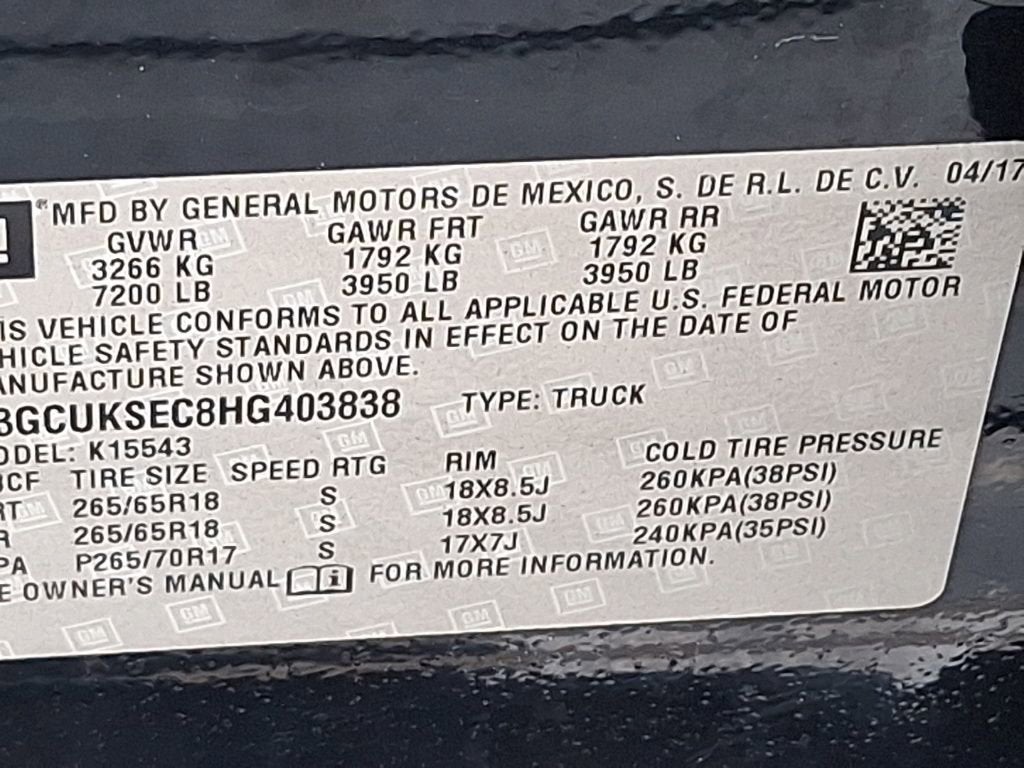 MFD BY GENERAL MOTORS DE MEXICO, S. DE R.L. DE C.V. 04/17
GVWR GAWR FRT GAWR RR
3266 KG 1792 KG 1792 KG
7200 LB 3950 LB 3950 LB
IS VEHICLE CONFORMS TO ALL APPLICABLE U.S. FEDERAL MOTOR
HICLE SAFETY STANDARDS IN EFFECT ON THE DATE OF
ANUFACTURE SHOWN ABOVE.
3GCUKSEC8HG403838 TYPE: TRUCK
ODEL: K15543
CF TIRE SIZE SPEED RTG RIM COLD TIRE PRESSURE
RT 265/65R18 S 18X8.5J 260KPA(38PSI)
R 265/65R18 S 18X8.5J 260KPA(38PSI)
PA P265/70R17 S 17X7J 240KPA(35PSI)
E OWNER'S MANUAL FOR MORE INFORMATION.